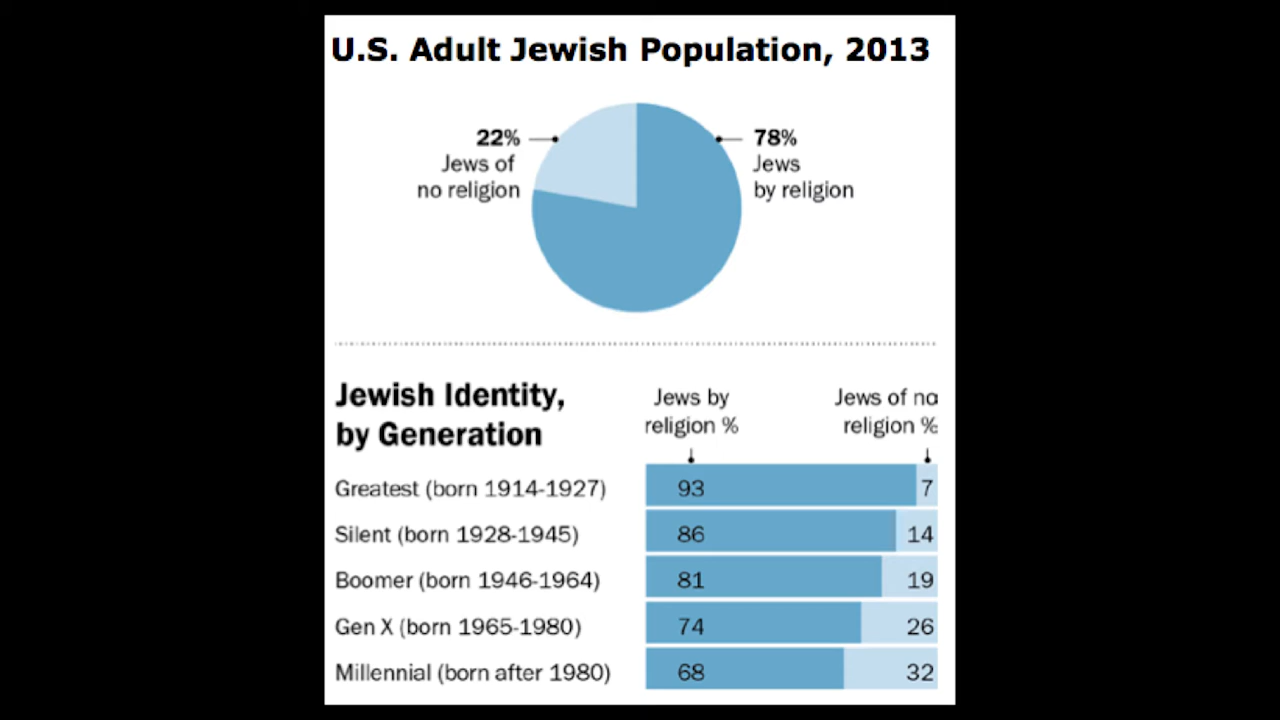 U.S. Adult Jewish Population, 2013
22%
Jews of
no religion
78%
Jews
by religion
Jewish Identity,
by Generation
Jews by
religion %
Jews of no
religion %
Greatest (born 1914-1927) 93 7
Silent (born 1928-1945) 86 14
Boomer (born 1946-1964) 81 19
Gen X (born 1965-1980) 74 26
Millennial (born after 1980) 68 32